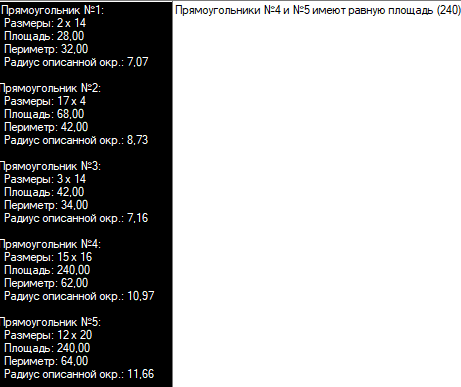 Прямоугольник №1:
Размеры: 2 x 14
Площадь: 28,00
Периметр: 32,00
Радиус описанной окр.: 7,07
Прямоугольник №2:
Размеры: 17 x 4
Площадь: 68,00
Периметр: 42,00
Радиус описанной окр.: 8,73
Прямоугольник №3:
Размеры: 3 x 14
Площадь: 42,00
Периметр: 34,00
Радиус описанной окр.: 7,16
Прямоугольник №4:
Размеры: 15 x 16
Площадь: 240,00
Периметр: 62,00
Радиус описанной окр.: 10,97
Прямоугольник №5:
Размеры: 12 x 20
Площадь: 240,00
Периметр: 64,00
Радиус описанной окр.: 11,66
Прямоугольники №4 и №5 имеют равную площадь (240)